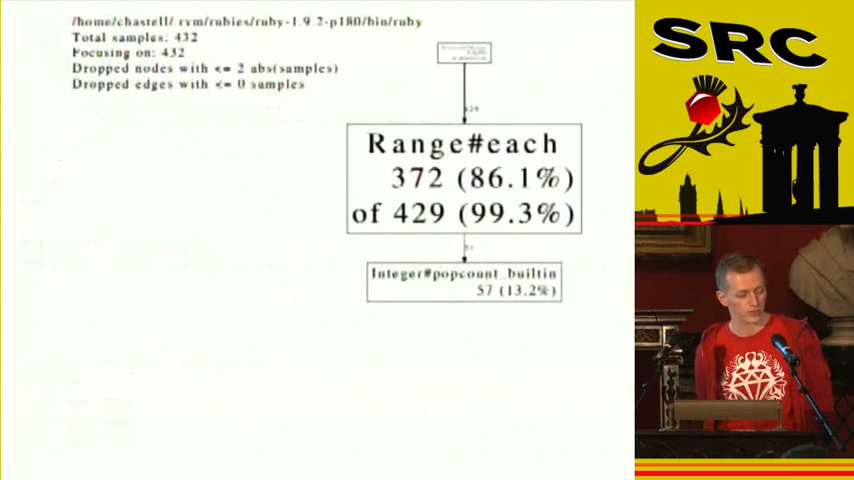 /home/chastell/.rvm/rubies/ruby-1.9.2-p180/bin/ruby
Total samples: 432
Focusing on: 432
Dropped nodes with <= 2 abs(samples)
Dropped edges with <= 0 samples
429
Range#each
372 (86.1%)
of 429 (99.3%)
57
Integer#popcount_builtin
57 (13.2%)
SRC